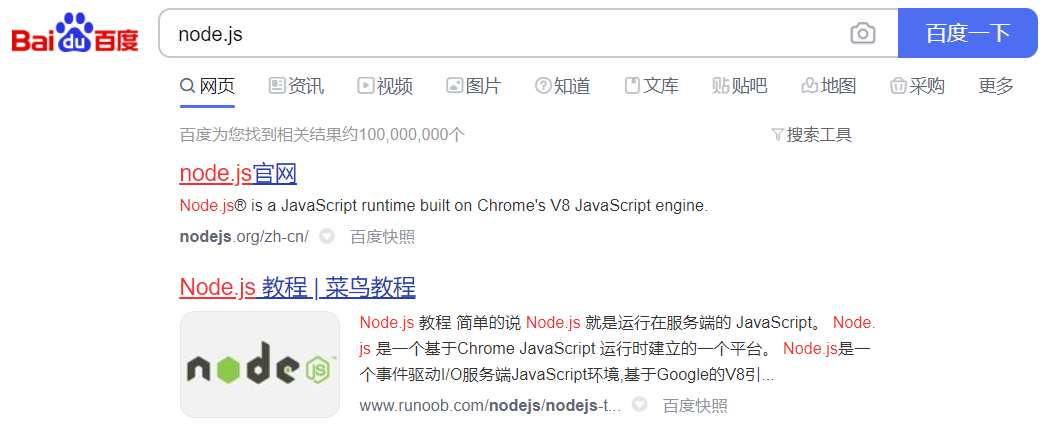 Bai du 百度
node.js
百度一下
网页 资讯 视频 图片 知道 文库 贴吧 地图 采购 更多
百度为您找到相关结果约100,000,000个
搜索工具
node.js官网
Node.js® is a JavaScript runtime built on Chrome's V8 JavaScript engine.
nodejs.org/zh-cn/ 百度快照
Node.js 教程 | 菜鸟教程
node JS
Node.js 教程 简单的说 Node.js 就是运行在服务端的 JavaScript。 Node.
js 是一个基于Chrome JavaScript 运行时建立的一个平台。 Node.js是一
个事件驱动I/O服务端JavaScript环境,基于Google的V8引...
www.runoob.com/nodejs/nodejs-t... 百度快照